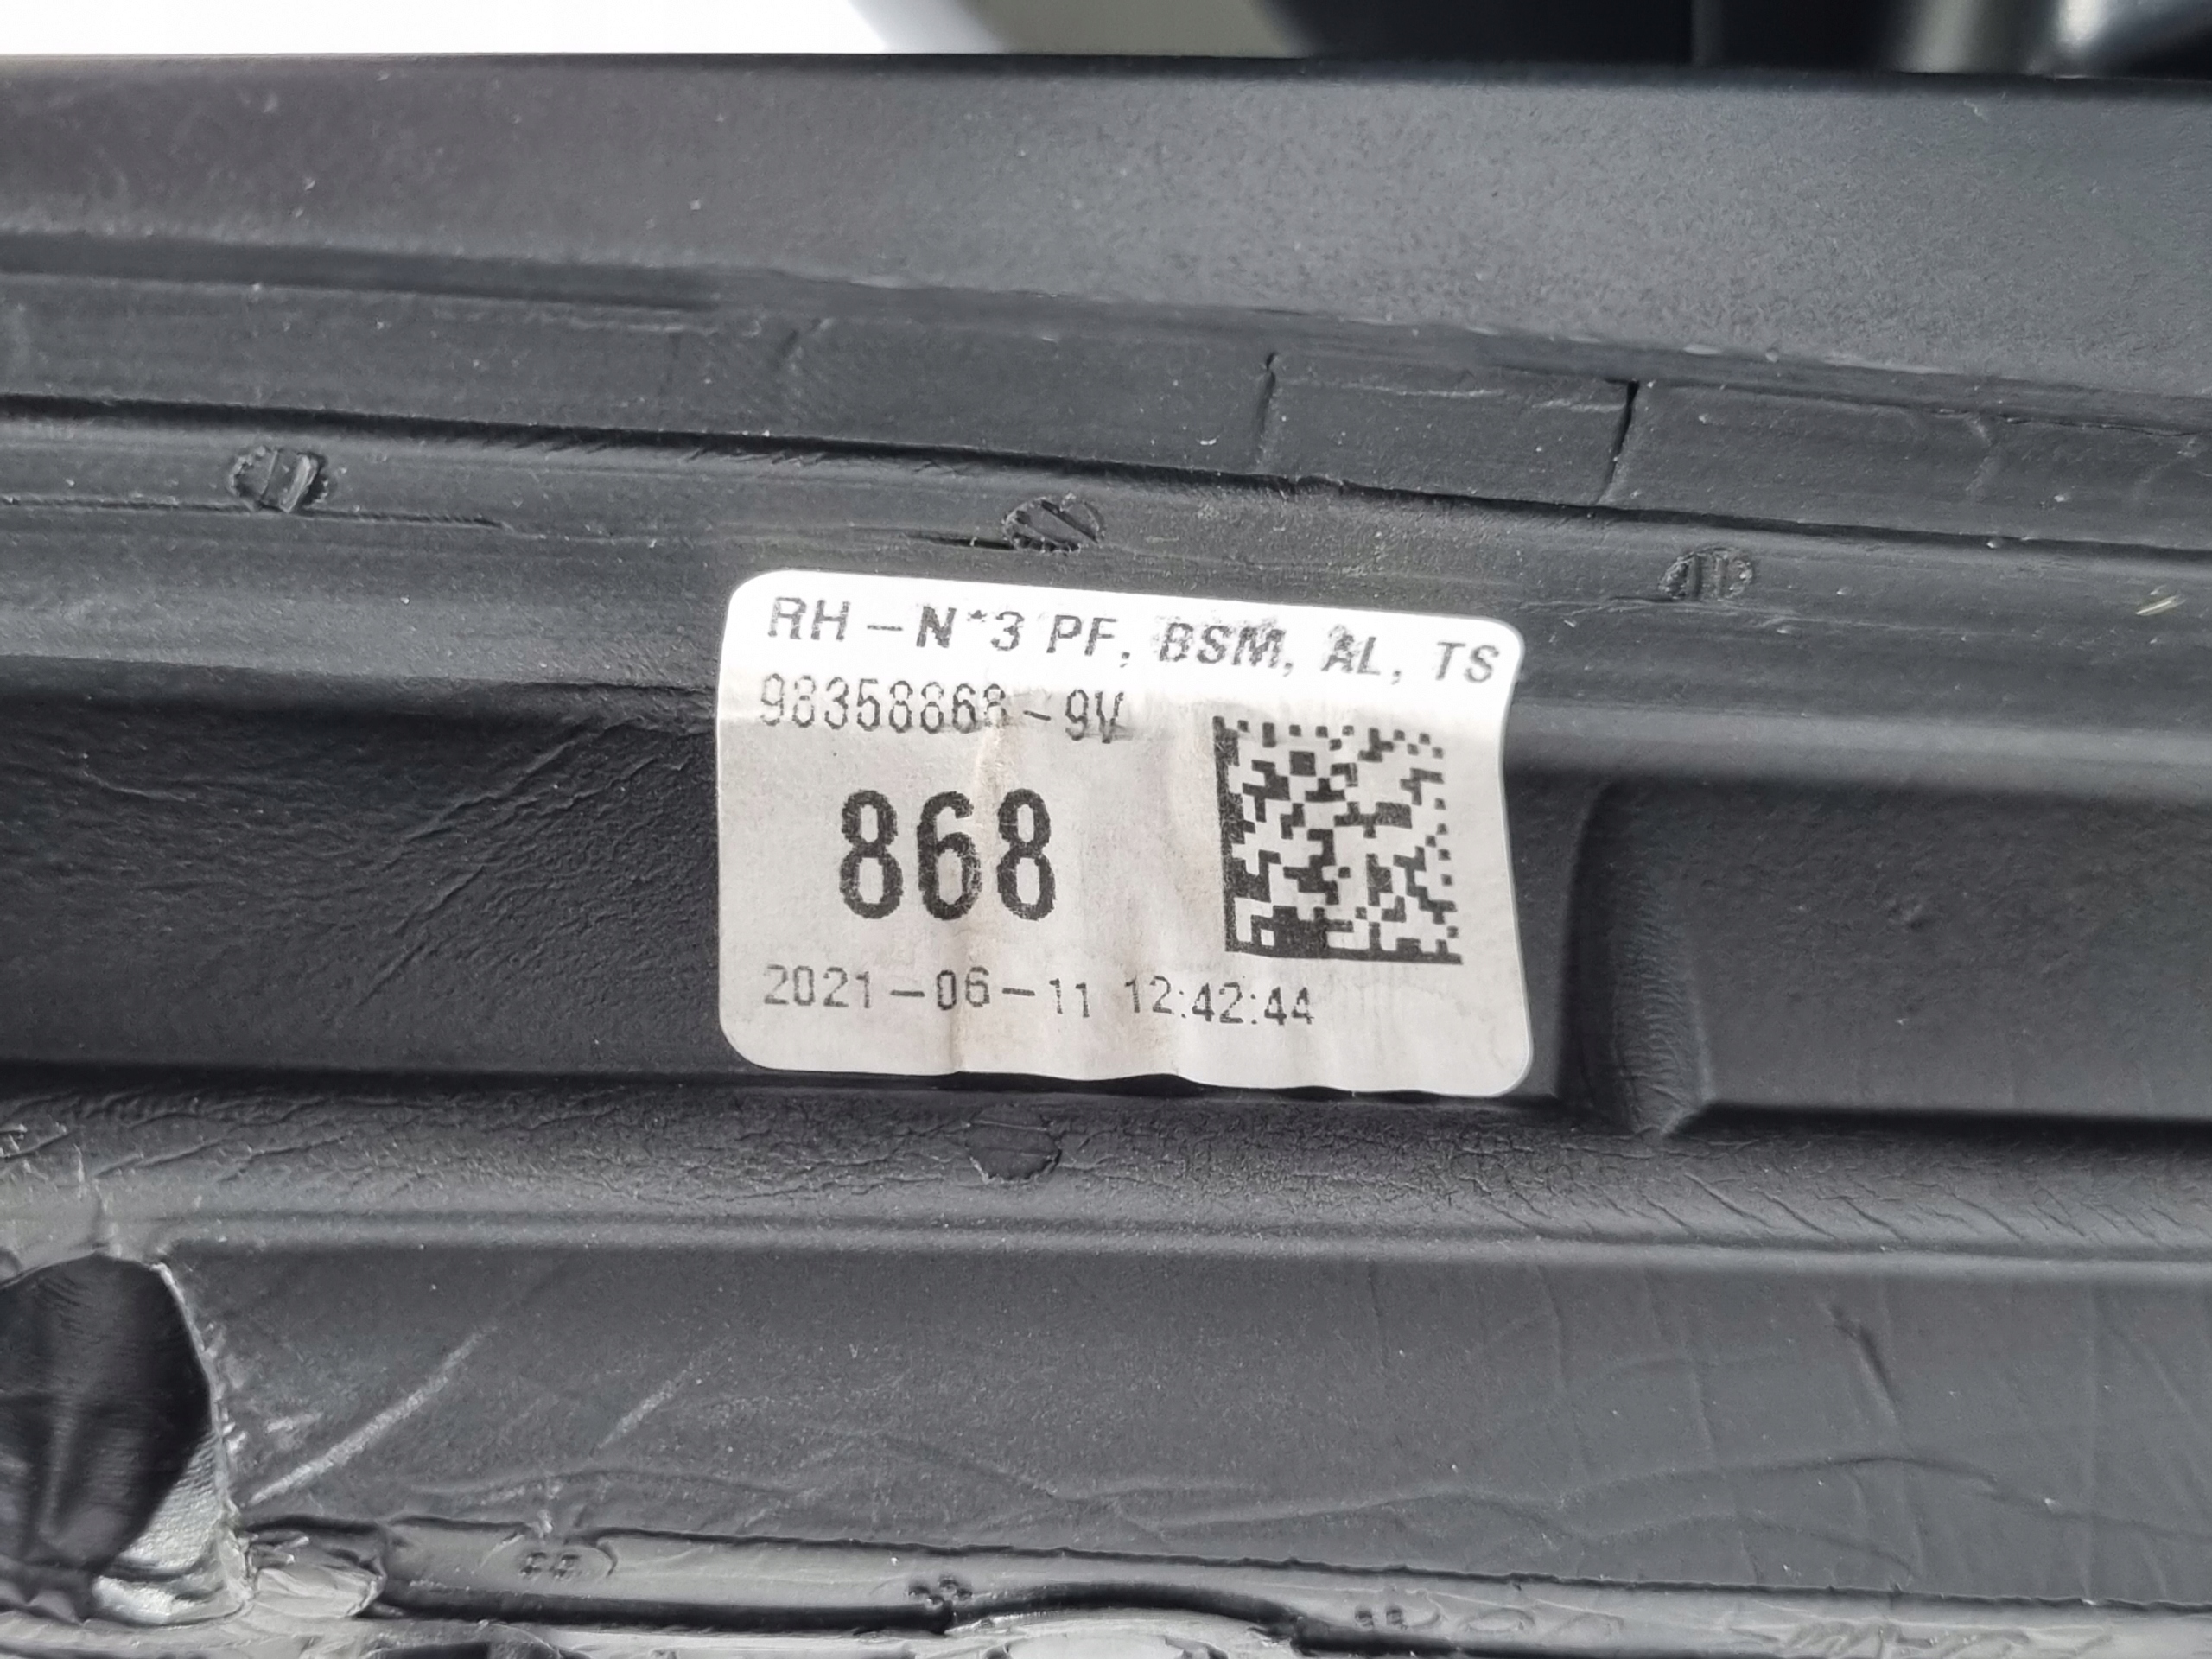 RH-N*3 PF, BSM, AL, TS
98358868-9V
868
2021-06-11 12:42:44